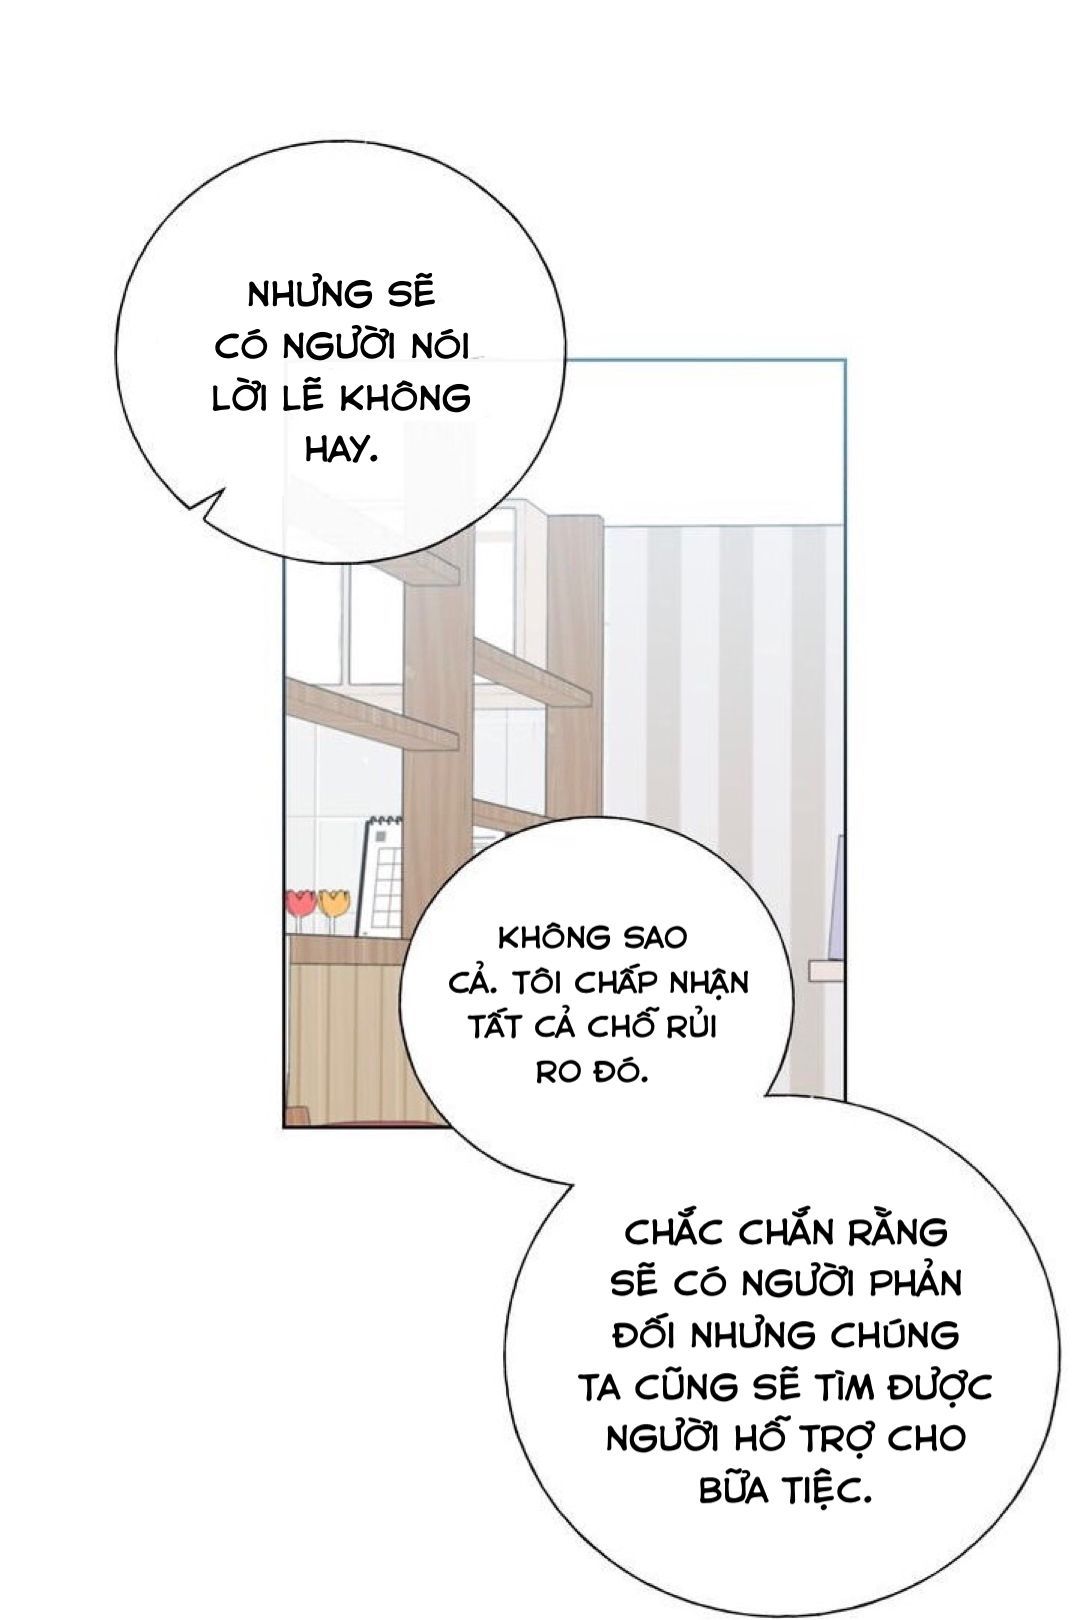 NHƯNG SẼ
CÓ NGƯỜI NÓI
LỜI LẼ KHÔNG
HAY.
KHÔNG SAO
CẢ. TÔI CHẤP NHẬN
TẤT CẢ CHỖ RỦI
RO ĐÓ.
CHẮC CHẮN RẰNG
SẼ CÓ NGƯỜI PHẢN
ĐỐI NHƯNG CHÚNG
TA CŨNG SẼ TÌM ĐƯỢC
NGƯỜI HỖ TRỢ CHO
BỮA TIỆC.